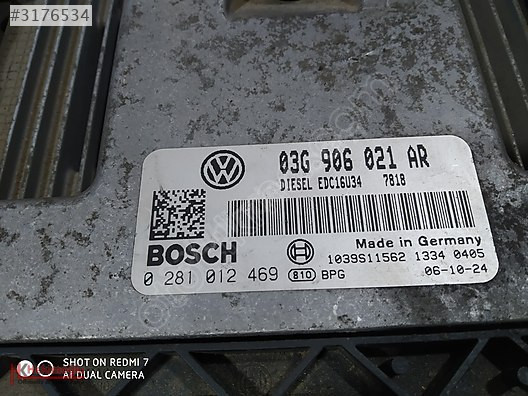 #3176534
03G 906 021 AR
DIESEL EDC16U34 7818
BOSCH
Made in Germany
1039S11562 1334 0405
0 281 012 469 810 BPG
06-10-24
SHOT ON REDMI 7
AI DUAL CAMERA